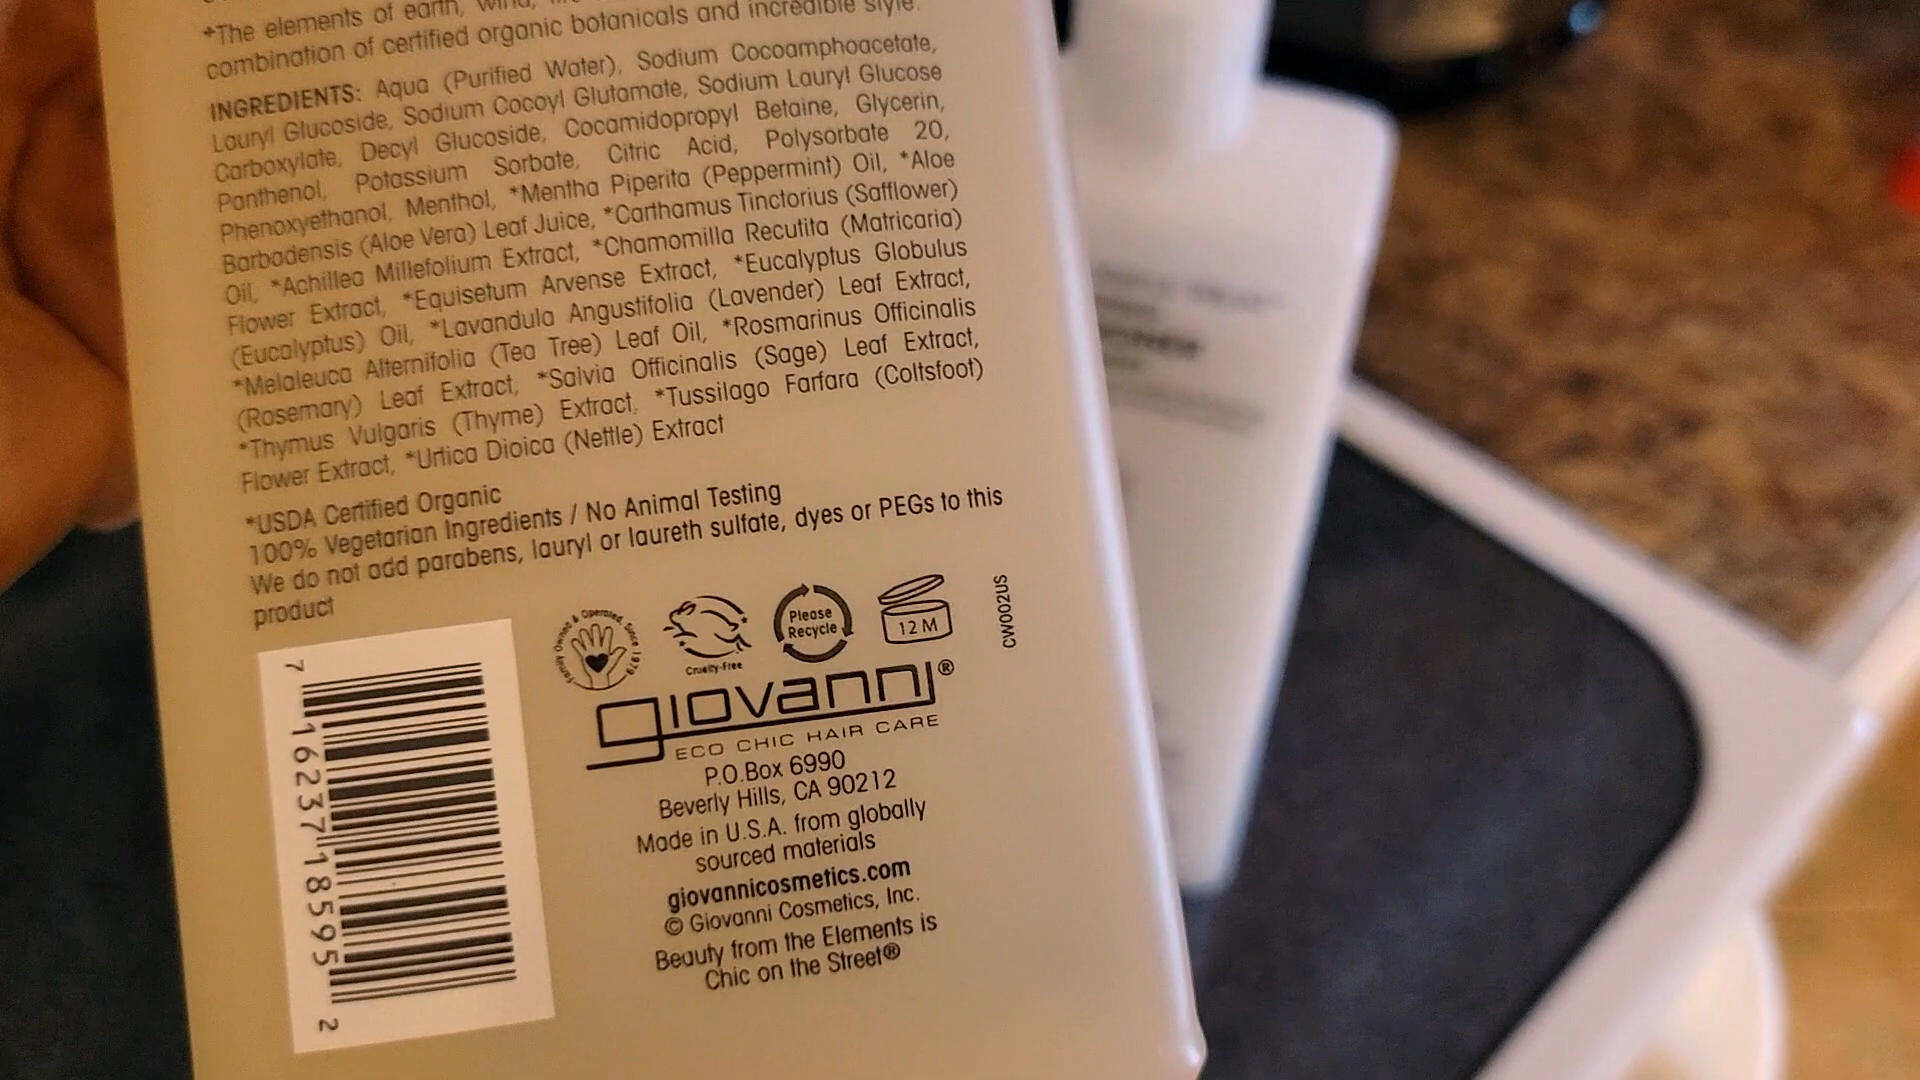 *The elements of earth, wind,
combination of certified organic botanicals and incredible style.
INGREDIENTS: Aqua (Purified Water), Sodium Cocoamphoacetate,
Lauryl Glucoside, Sodium Cocoyl Glutamate, Sodium Lauryl Glucose
Carboxylate, Decyl Glucoside, Cocamidopropyl Betaine, Glycerin,
Panthenol, Potassium Sorbate, Citric Acid, Polysorbate 20,
Phenoxyethanol, Menthol, *Mentha Piperita (Peppermint) Oil, *Aloe
Barbadensis (Aloe Vera) Leaf Juice, *Carthamus Tinctorius (Safflower)
Oil, *Achillea Millefolium Extract, *Chamomilla Recutita (Matricaria)
Flower Extract, *Equisetum Arvense Extract, *Eucalyptus Globulus
(Eucalyptus) Oil, *Lavandula Angustifolia (Lavender) Leaf Extract,
*Melaleuca Alternifolia (Tea Tree) Leaf Oil, *Rosmarinus Officinalis
(Rosemary) Leaf Extract, *Salvia Officinalis (Sage) Leaf Extract,
*Thymus Vulgaris (Thyme) Extract, *Tussilago Farfara (Coltsfoot)
Flower Extract, *Urtica Dioica (Nettle) Extract
*USDA Certified Organic
100% Vegetarian Ingredients / No Animal Testing
We do not add parabens, lauryl or laureth sulfate, dyes or PEGs to this
product
Family Owned & Operated, Since 1979
Cruelty-Free
Please
Recycle
12 M
CW002US
giovanni®
ECO CHIC HAIR CARE
P.O.Box 6990
Beverly Hills, CA 90212
Made in U.S.A. from globally
sourced materials
giovannicosmetics.com
© Giovanni Cosmetics, Inc.
Beauty from the Elements is
Chic on the Street®
7 16237 18595 2